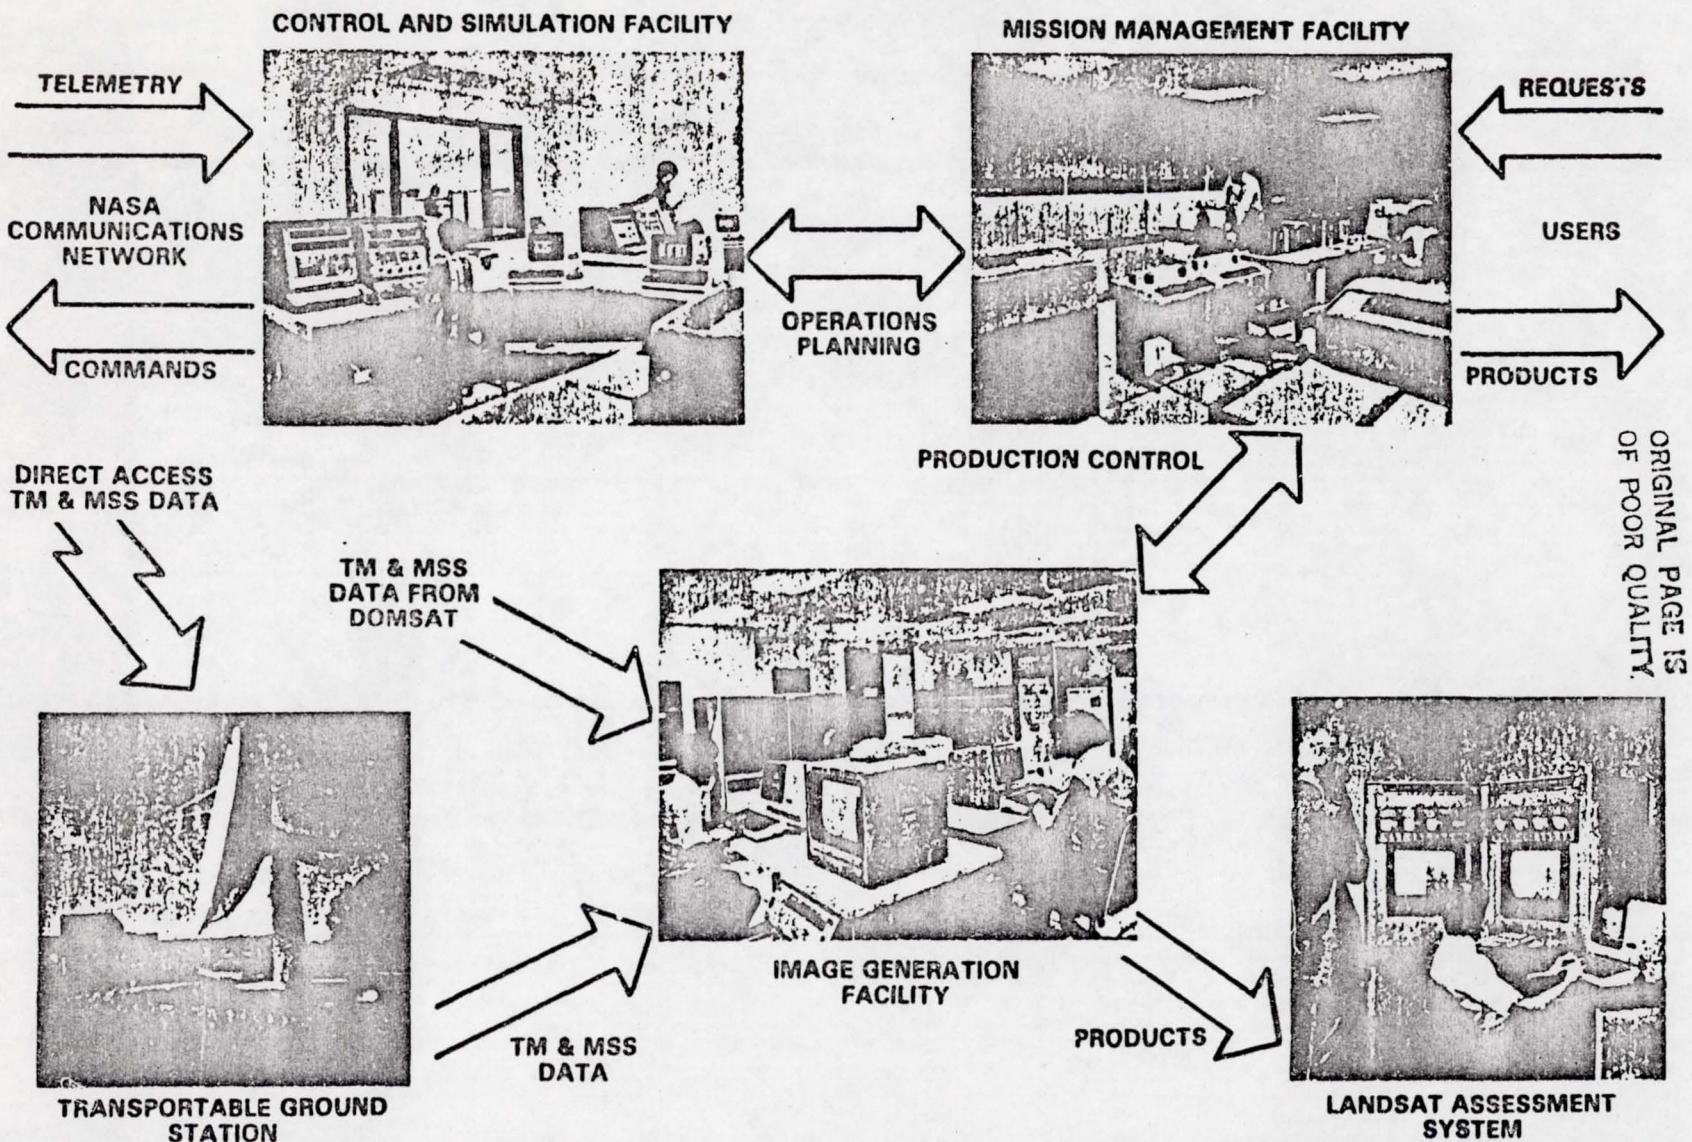 CONTROL AND SIMULATION FACILITY
MISSION MANAGEMENT FACILITY
TELEMETRY
NASA
COMMUNICATIONS
NETWORK
COMMANDS
OPERATIONS
PLANNING
REQUESTS
USERS
PRODUCTS
DIRECT ACCESS
TM & MSS DATA
PRODUCTION CONTROL
TM & MSS
DATA FROM
DOMSAT
ORIGINAL PAGE IS
OF POOR QUALITY
IMAGE GENERATION
FACILITY
TM & MSS
DATA
PRODUCTS
TRANSPORTABLE GROUND
STATION
LANDSAT ASSESSMENT
SYSTEM